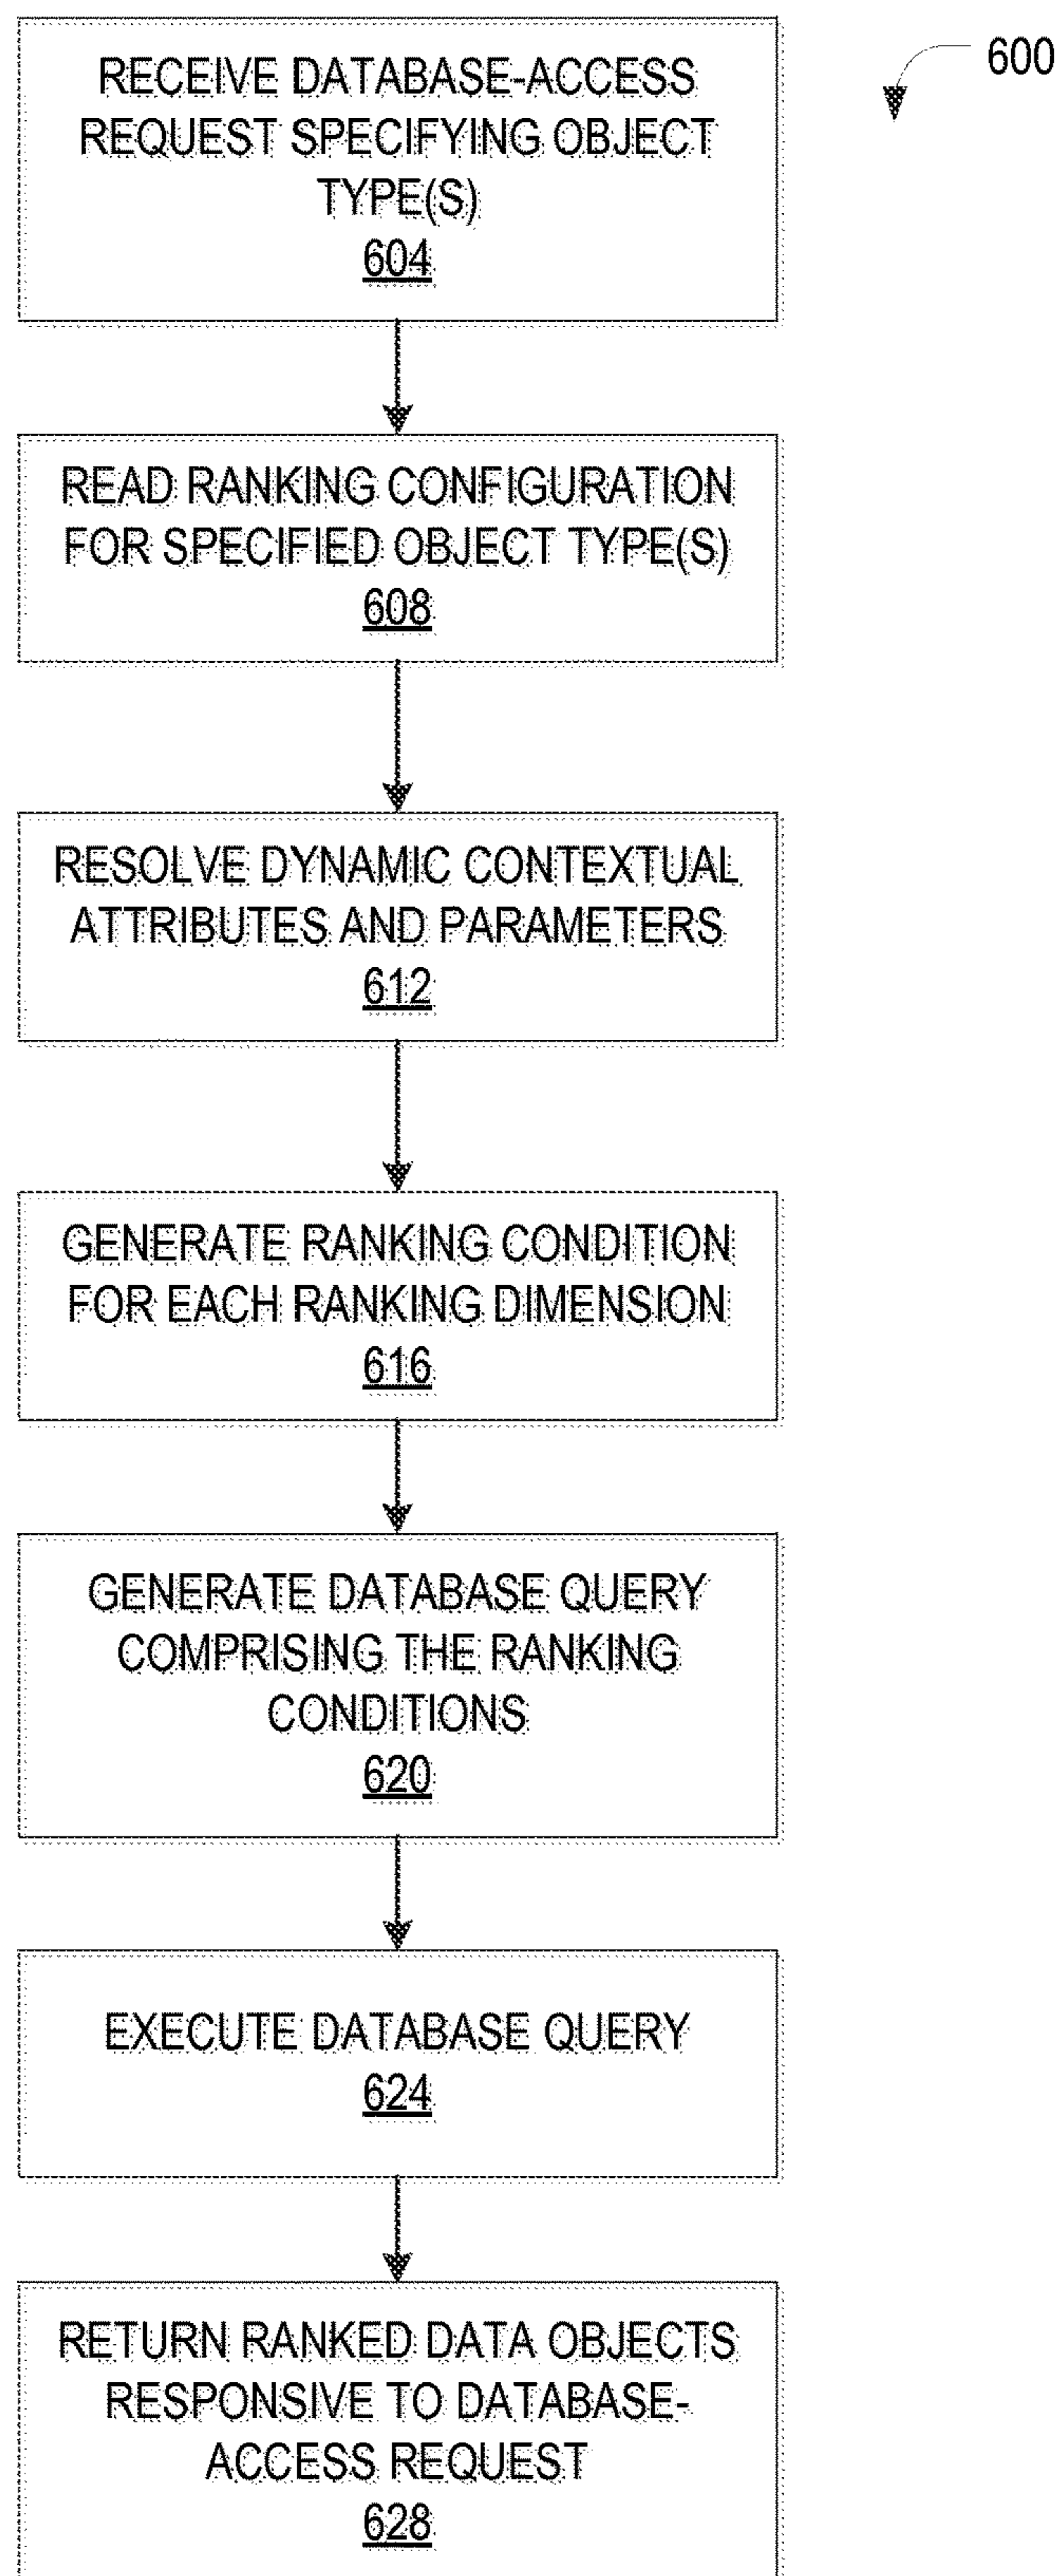 600
RECEIVE DATABASE-ACCESS
REQUEST SPECIFYING OBJECT
TYPE(S)
604
READ RANKING CONFIGURATION
FOR SPECIFIED OBJECT TYPE(S)
608
RESOLVE DYNAMIC CONTEXTUAL
ATTRIBUTES AND PARAMETERS
612
GENERATE RANKING CONDITION
FOR EACH RANKING DIMENSION
616
GENERATE DATABASE QUERY
COMPRISING THE RANKING
CONDITIONS
620
EXECUTE DATABASE QUERY
624
RETURN RANKED DATA OBJECTS
RESPONSIVE TO DATABASE-
ACCESS REQUEST
628